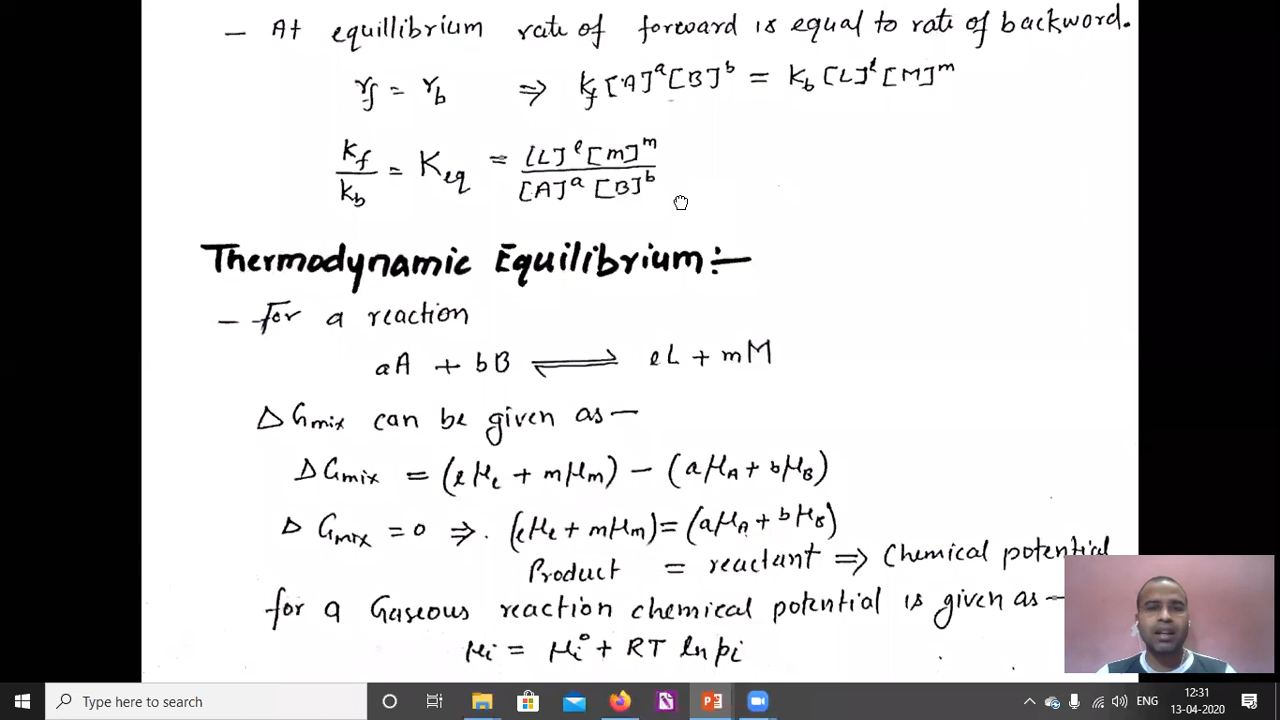 – At equillibrium rate of forward is equal to rate of backword.
rf = rb ⇒ kf [A]^a [B]^b = kb [L]^l [M]^m
kf/kb = Keq = [L]^l [m]^m / [A]^a [B]^b
Thermodynamic Equilibrium:–
– For a reaction
aA + bB ⇌ lL + mM
ΔGmix can be given as –
ΔGmix = (lμL + mμm) – (aμA + bμB)
ΔGmix = 0 ⇒. (lμL + mμm) = (aμA + bμB)
Product = reactant ⇒ Chemical potential
for a Gaseous reaction chemical potential is given as –
μi = μi° + RT ln pi
Type here to search
ENG
12:31
13-04-2020